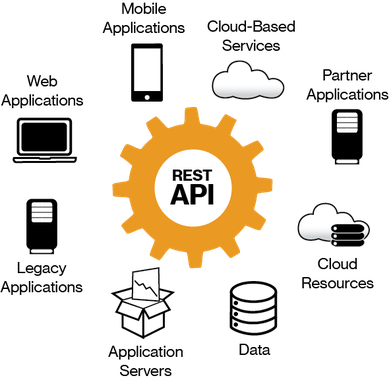 Mobile
Applications
Cloud-Based
Services
Partner
Applications
Web
Applications
REST
API
Legacy
Applications
Cloud
Resources
Application
Servers
Data